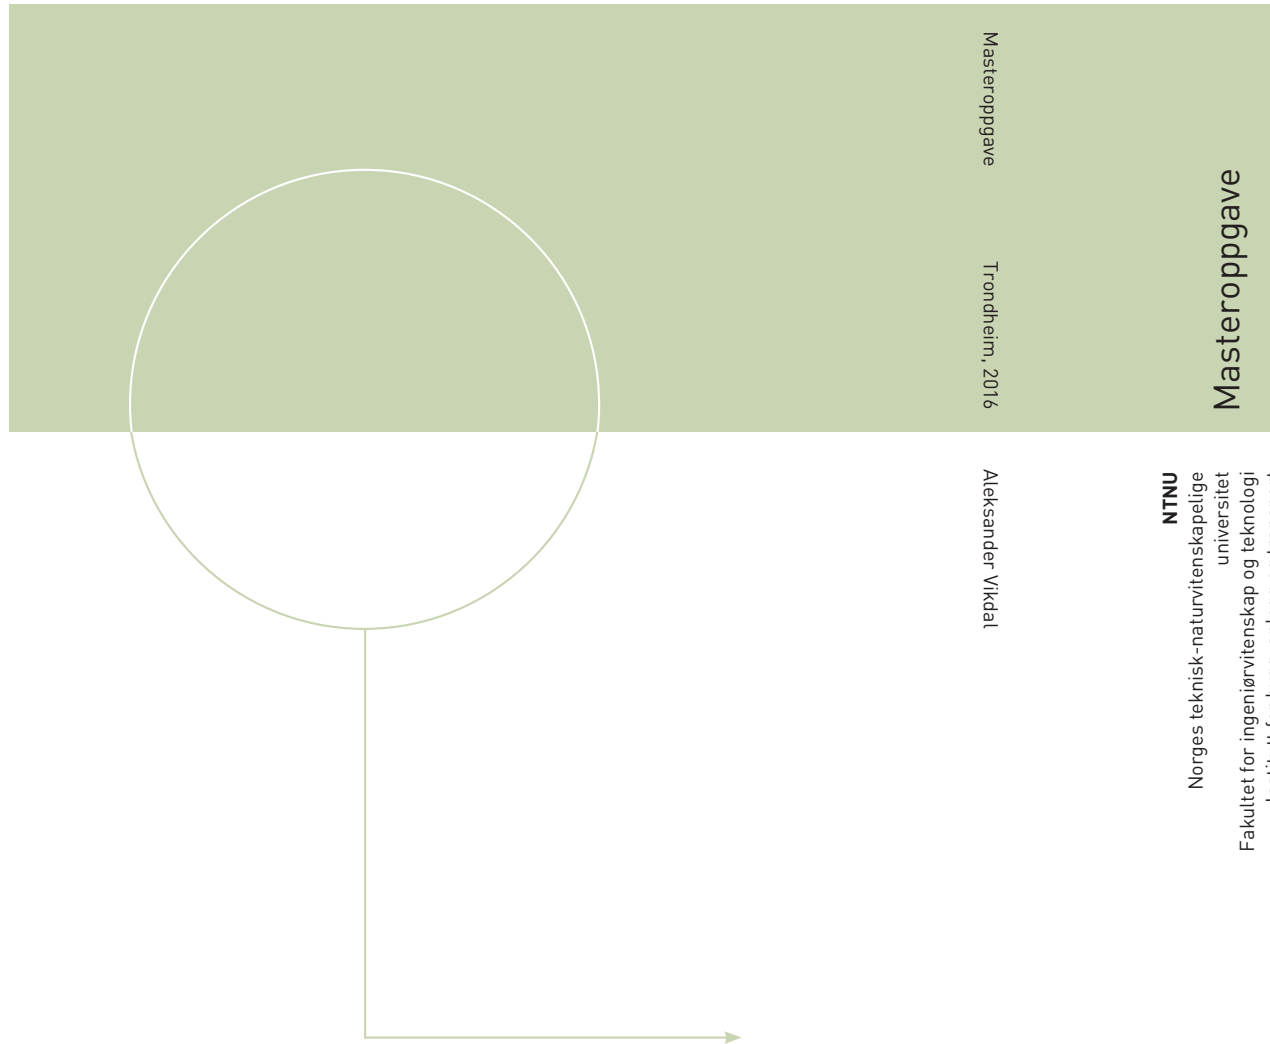 Masteroppgave
Trondheim, 2016
Aleksander Vikdal
Masteroppgave
NTNU
Norges teknisk-naturvitenskapelige
universitet
Fakultet for ingeniørvitenskap og teknologi